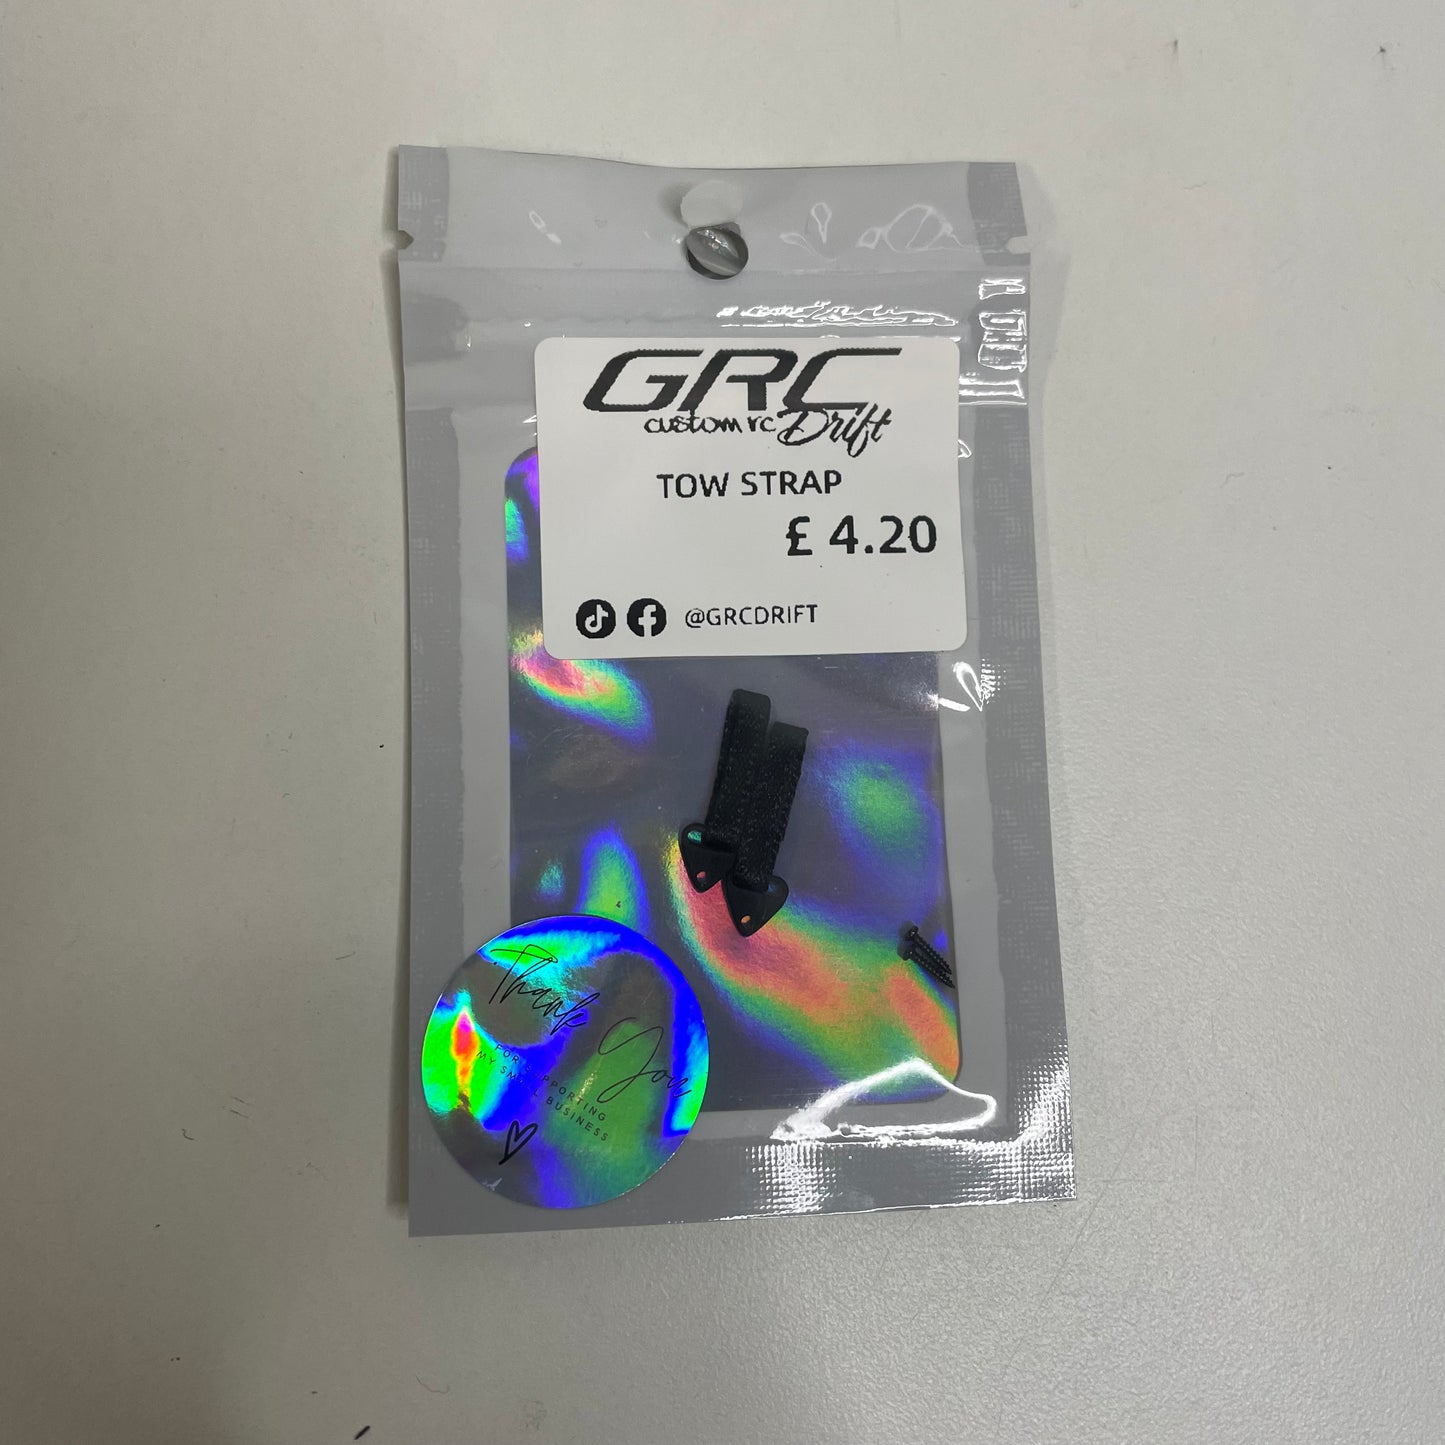 GRC
custom rc Drift
TOW STRAP
£ 4.20
@GRCDRIFT
Thank
You
FOR SUPPORTING
MY SMALL BUSINESS